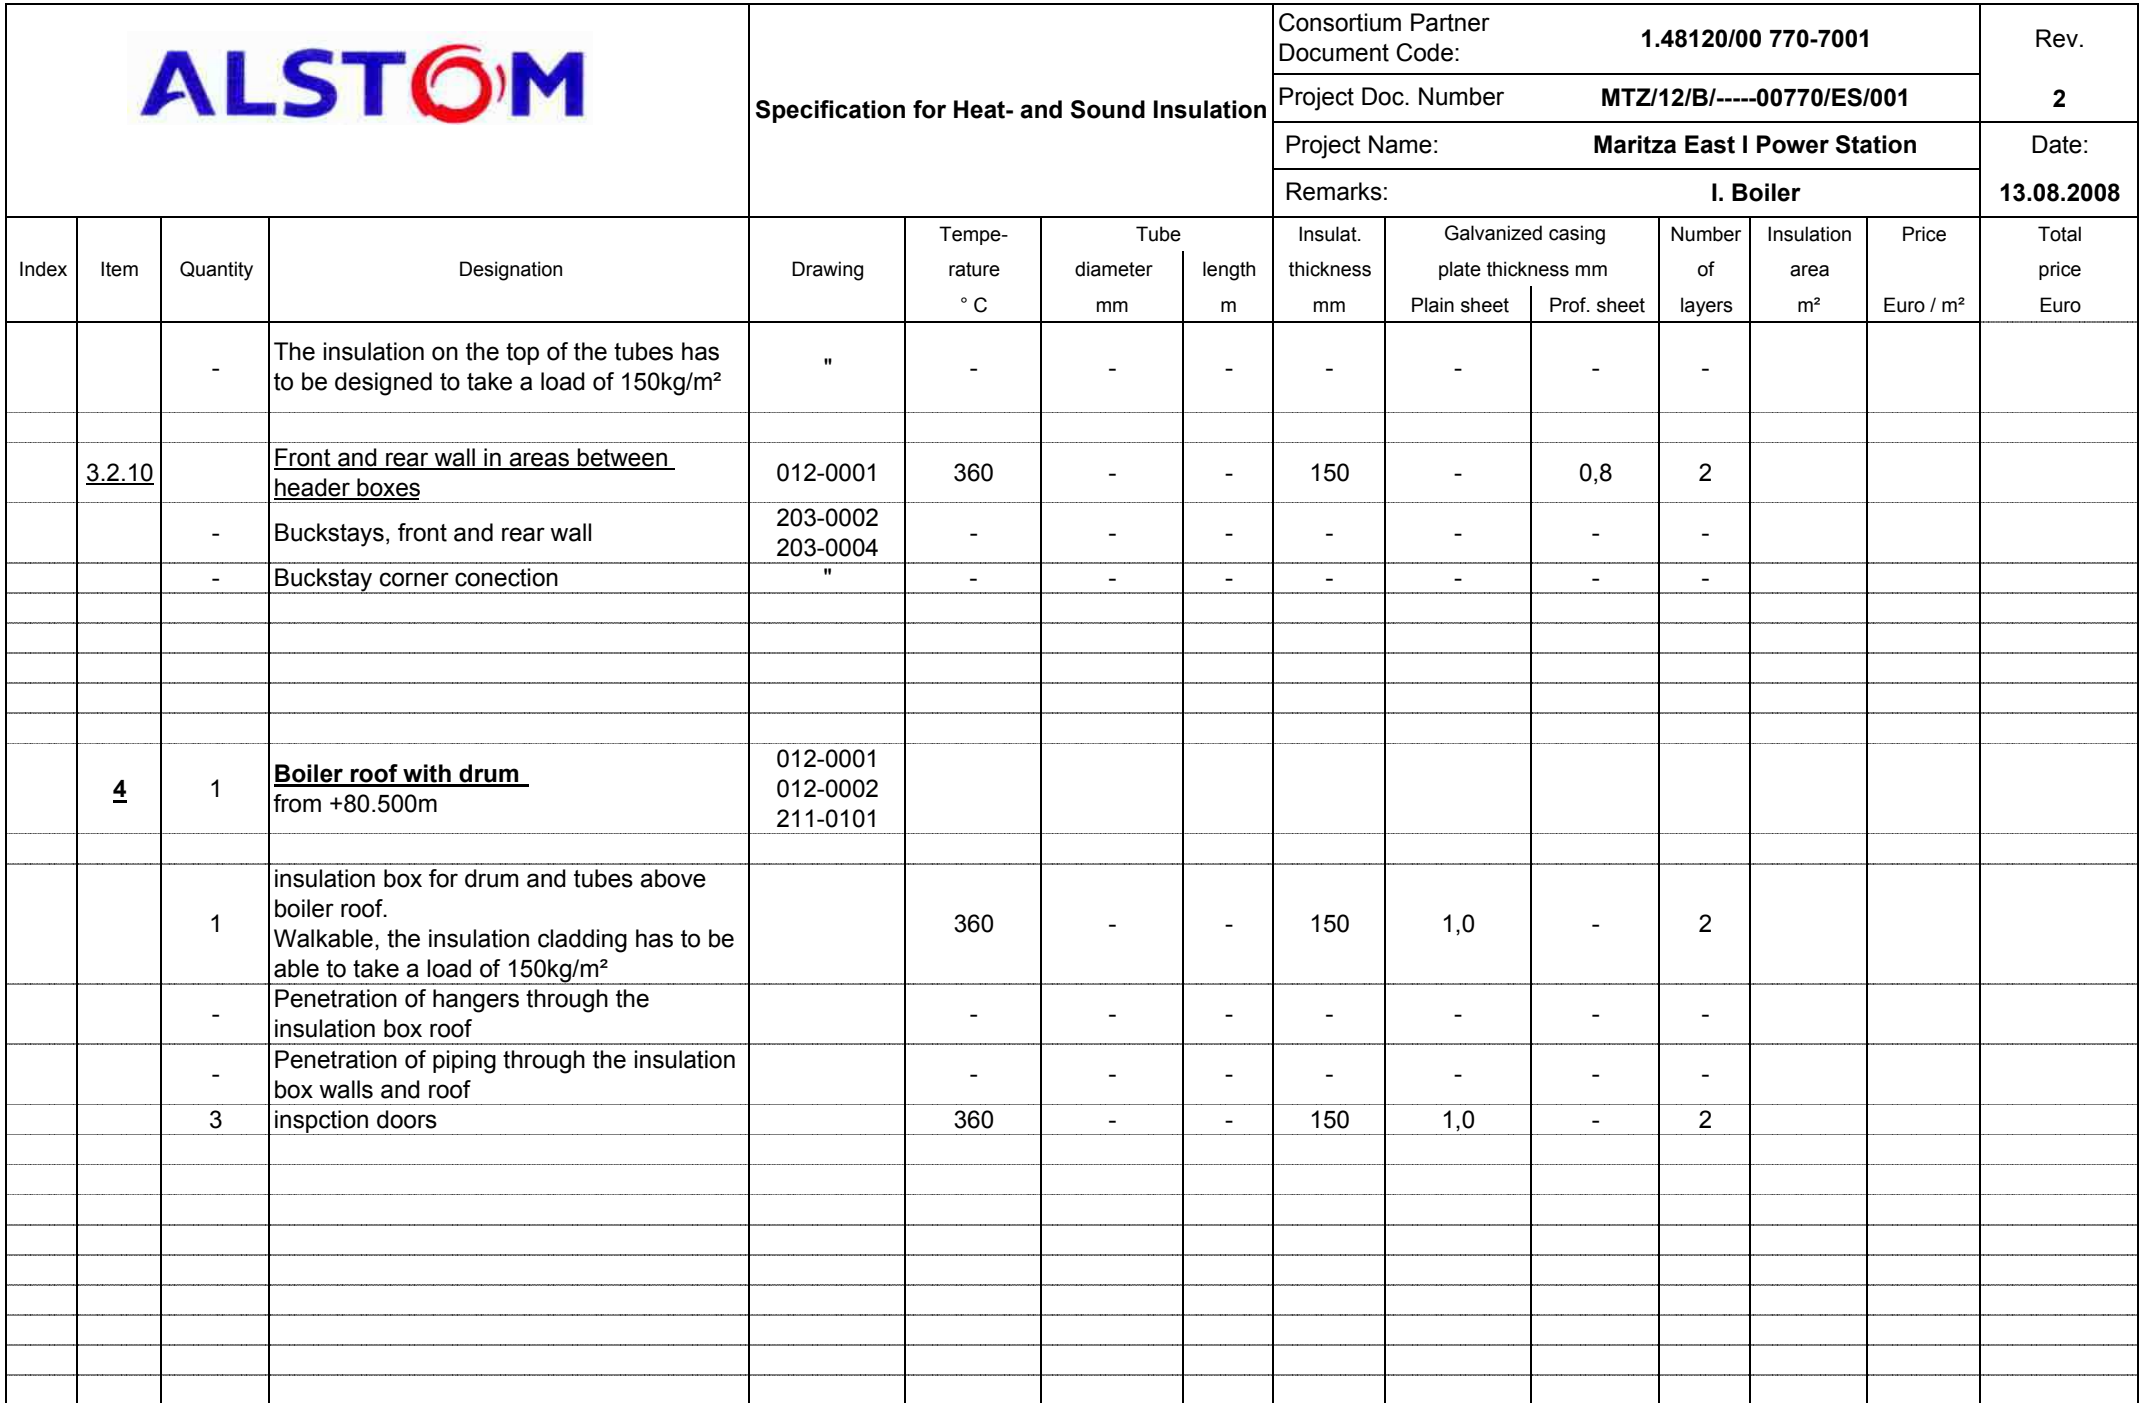 ALSTOM
Specification for Heat- and Sound Insulation
Consortium Partner
Document Code:
1.48120/00 770-7001
Rev.
Project Doc. Number
MTZ/12/B/-----00770/ES/001
2
Project Name:
Maritza East I Power Station
Date:
Remarks:
I. Boiler
13.08.2008
Index Item Quantity Designation Drawing
Tempe-
rature
° C
Tube
diameter
mm
length
m
Insulat.
thickness
mm
Galvanized casing
plate thickness mm
Plain sheet Prof. sheet
Number
of
layers
Insulation
area
m²
Price
Euro / m²
Total
price
Euro
- The insulation on the top of the tubes has
to be designed to take a load of 150kg/m²
" - - - - - - -
3.2.10 Front and rear wall in areas between
header boxes
012-0001 360 - - 150 - 0,8 2
- Buckstays, front and rear wall
203-0002
203-0004
- - - - - - -
- Buckstay corner conection " - - - - - - -
4 1 Boiler roof with drum
from +80.500m
012-0001
012-0002
211-0101
1 insulation box for drum and tubes above
boiler roof.
Walkable, the insulation cladding has to be
able to take a load of 150kg/m²
360 - - 150 1,0 - 2
- Penetration of hangers through the
insulation box roof
- - - - - - -
- Penetration of piping through the insulation
box walls and roof
- - - - - - -
3 inspction doors 360 - - 150 1,0 - 2